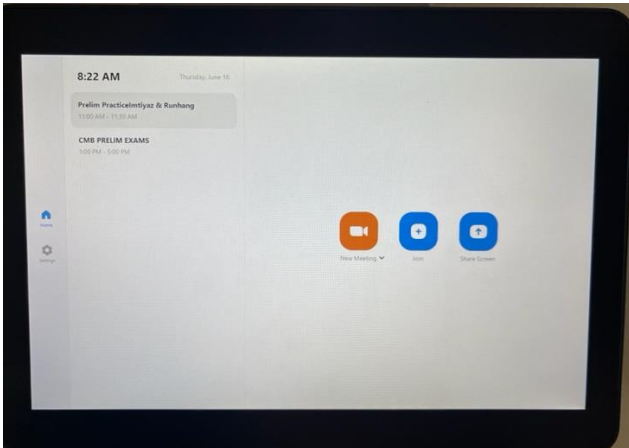 8:22 AM
Thursday, June
Prelim PracticeImtiyaz & Runhang
11:00 AM - 11:30 AM
CMB PRELIM EXAMS
1:00 PM - 5:00 PM
Home
Settings
New Meeting
Join
Share Screen